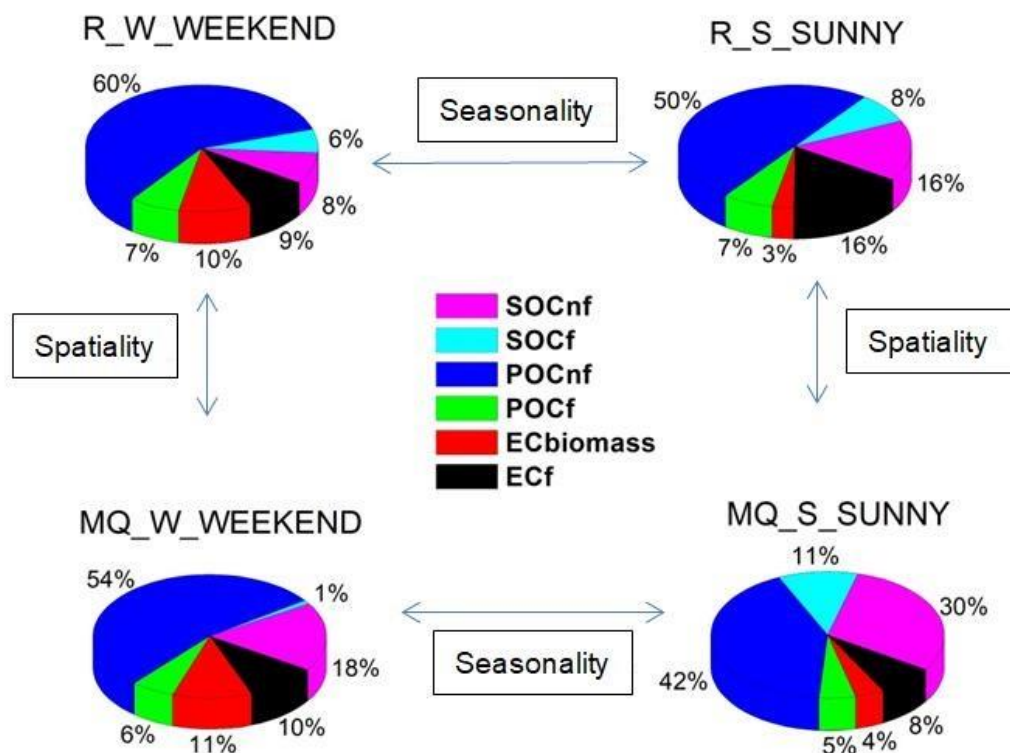 R_W_WEEKEND
R_S_SUNNY
60%
6%
8%
9%
10%
7%
Seasonality
50%
8%
16%
16%
3%
7%
Spatiality
Spatiality
SOCnf
SOCf
POCnf
POCf
ECbiomass
ECf
MQ_W_WEEKEND
MQ_S_SUNNY
54%
1%
18%
10%
11%
6%
Seasonality
11%
30%
8%
4%
5%
42%